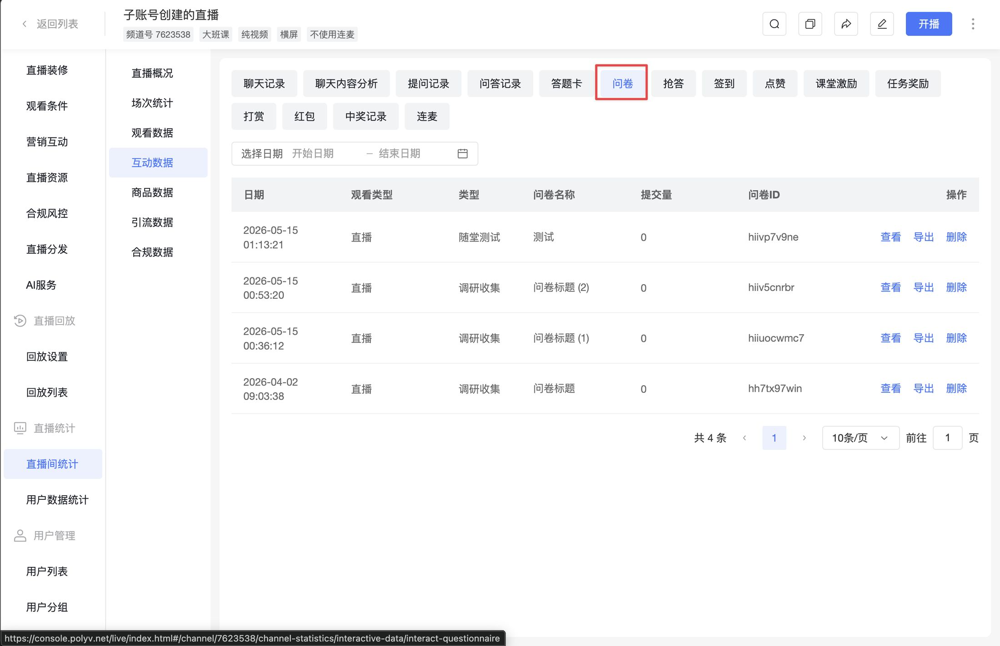 返回列表
子账号创建的直播
频道号 7623538 大班课 纯视频 横屏 不使用连麦
开播
直播装修
观看条件
营销互动
直播资源
合规风控
直播分发
AI服务
直播回放
回放设置
回放列表
直播统计
直播间统计
用户数据统计
用户管理
用户列表
用户分组
直播概况
场次统计
观看数据
互动数据
商品数据
引流数据
合规数据
聊天记录 聊天内容分析 提问记录 问答记录 答题卡 问卷 抢答 签到 点赞 课堂激励 任务奖励
打赏 红包 中奖记录 连麦
选择日期 开始日期 – 结束日期
日期 观看类型 类型 问卷名称 提交量 问卷ID 操作
2026-05-15
01:13:21
直播 随堂测试 测试 0 hiivp7v9ne 查看 导出 删除
2026-05-15
00:53:20
直播 调研收集 问卷标题 (2) 0 hiiv5cnrbr 查看 导出 删除
2026-05-15
00:36:12
直播 调研收集 问卷标题 (1) 0 hiiuocwmc7 查看 导出 删除
2026-04-02
09:03:38
直播 调研收集 问卷标题 0 hh7tx97win 查看 导出 删除
共 4 条 1 10条/页 前往 1 页
https://console.polyv.net/live/index.html#/channel/7623538/channel-statistics/interactive-data/interact-questionnaire